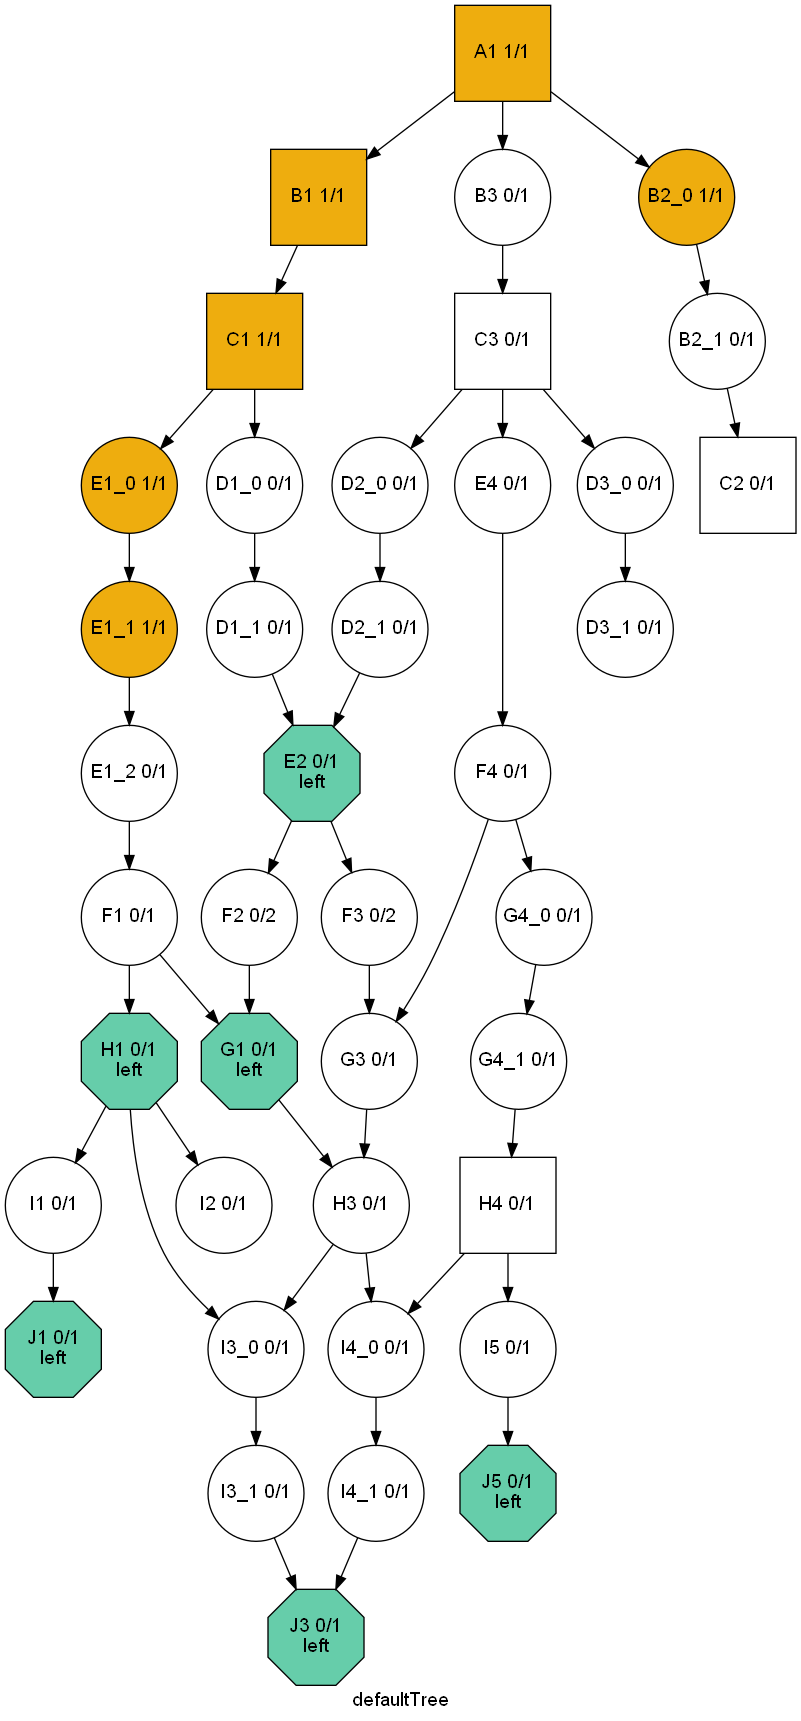 A1 1/1
B1 1/1
B3 0/1
B2_0 1/1
C1 1/1
C3 0/1
B2_1 0/1
E1_0 1/1
D1_0 0/1
D2_0 0/1
E4 0/1
D3_0 0/1
C2 0/1
E1_1 1/1
D1_1 0/1
D2_1 0/1
D3_1 0/1
E1_2 0/1
E2 0/1
left
F4 0/1
F1 0/1
F2 0/2
F3 0/2
G4_0 0/1
H1 0/1
left
G1 0/1
left
G3 0/1
G4_1 0/1
I1 0/1
I2 0/1
H3 0/1
H4 0/1
J1 0/1
left
I3_0 0/1
I4_0 0/1
I5 0/1
I3_1 0/1
I4_1 0/1
J5 0/1
left
J3 0/1
left
defaultTree